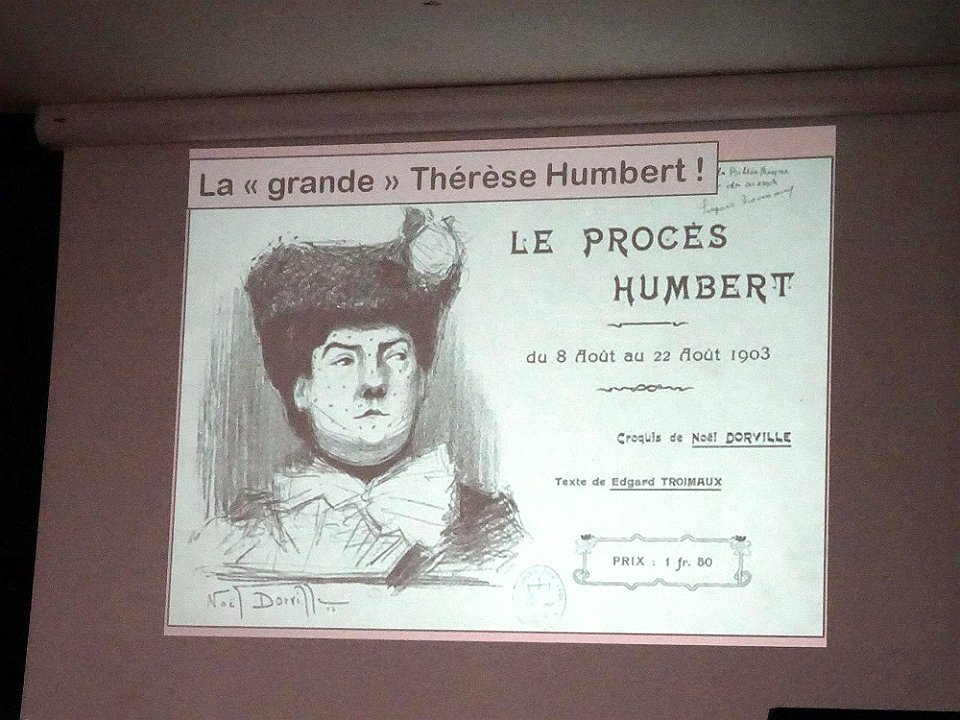 La « grande » Thérèse Humbert !
LE PROCÈS
HUMBERT
du 8 Août au 22 Août 1903
Croquis de Noël DORVILLE
Texte de Edgard TROIMAUX
PRIX : 1 fr. 50
Noël Dorville